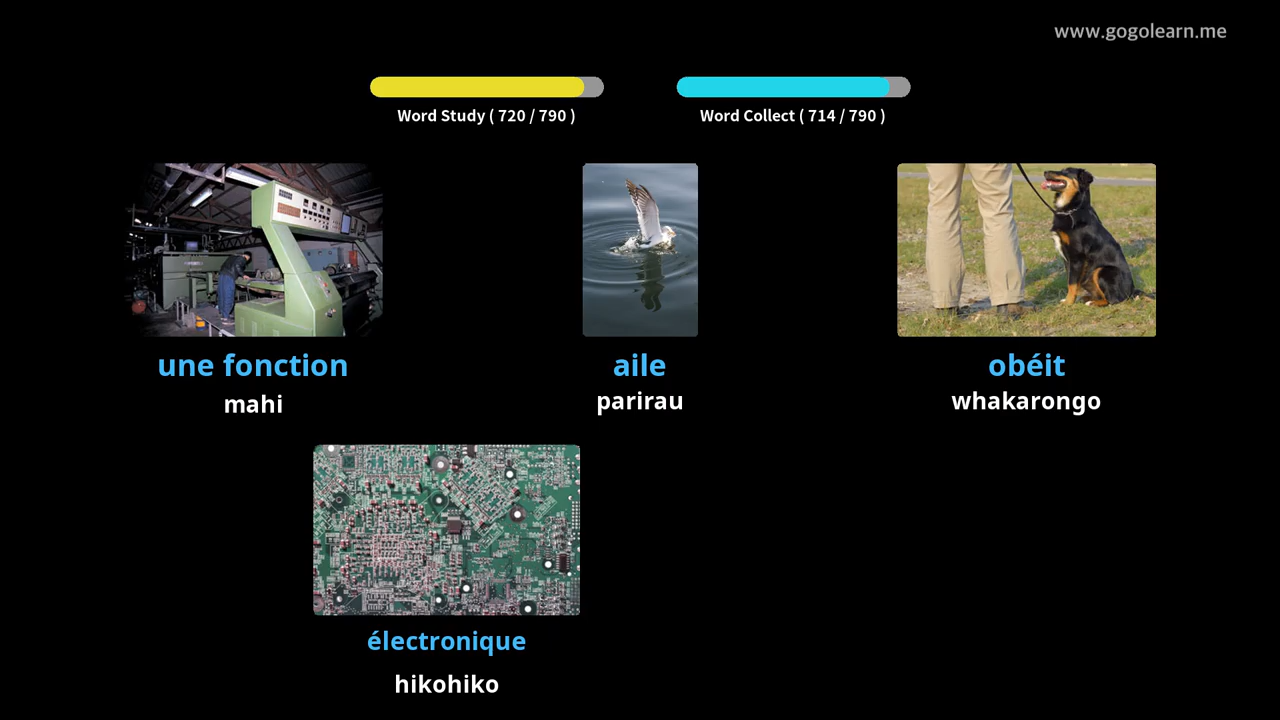 www.gogolearn.me
Word Study ( 720 / 790 )
Word Collect ( 714 / 790 )
une fonction
mahi
aile
parirau
obéit
whakarongo
électronique
hikohiko